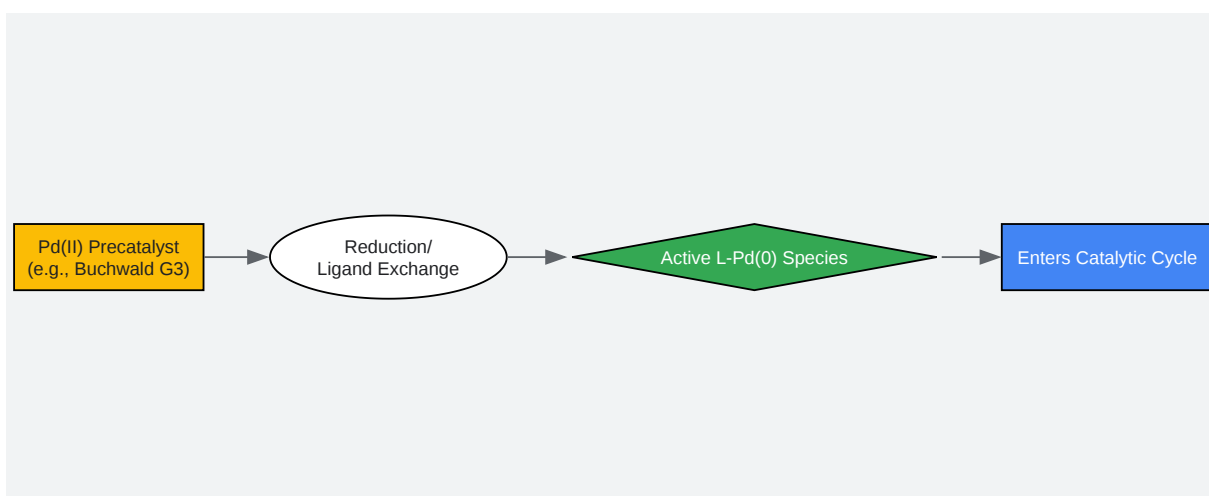 Pd(II) Precatalyst
(e.g., Buchwald G3)
Reduction/
Ligand Exchange
Active L-Pd(0) Species
Enters Catalytic Cycle